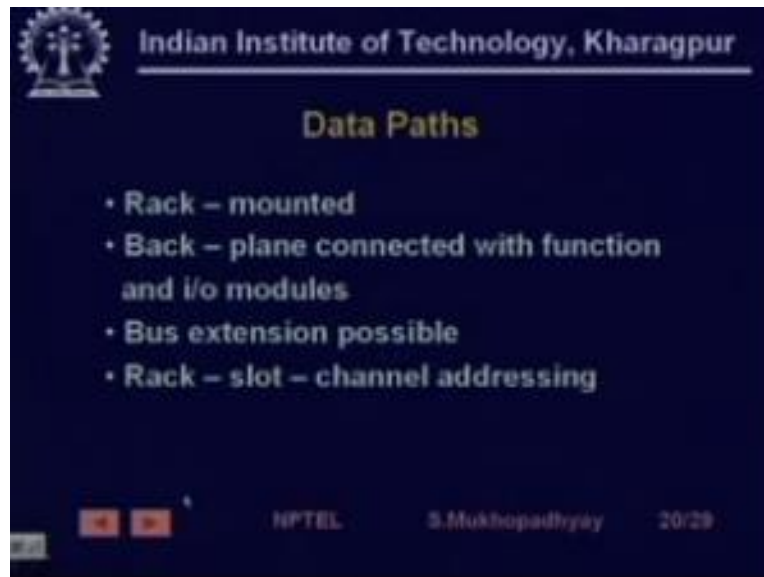 Indian Institute of Technology, Kharagpur
Data Paths
• Rack – mounted
• Back – plane connected with function
and i/o modules
• Bus extension possible
• Rack – slot – channel addressing
NPTEL S.Mukhopadhyay 20/29